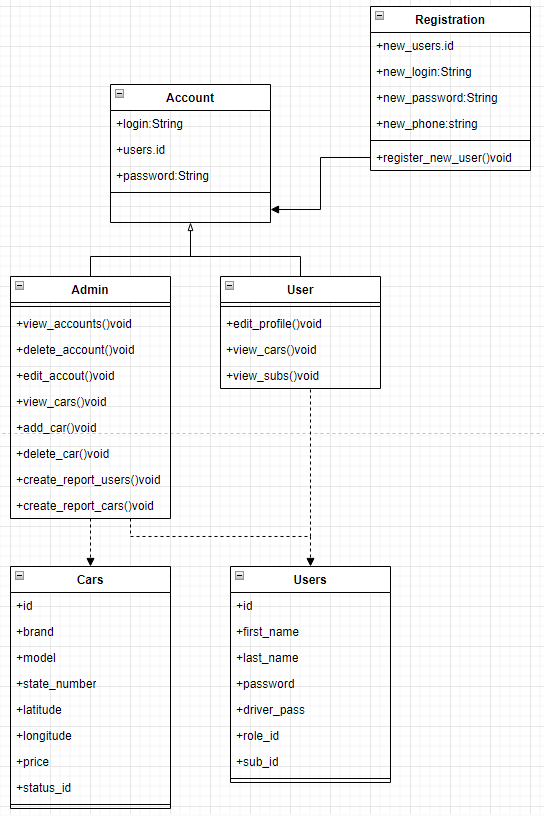 Registration
+new_users.id
+new_login:String
+new_password:String
+new_phone:string
+register_new_user()void
Account
+login:String
+users.id
+password:String
Admin
+view_accounts()void
+delete_account()void
+edit_accout()void
+view_cars()void
+add_car()void
+delete_car()void
+create_report_users()void
+create_report_cars()void
User
+edit_profile()void
+view_cars()void
+view_subs()void
Cars
+id
+brand
+model
+state_number
+latitude
+longitude
+price
+status_id
Users
+id
+first_name
+last_name
+password
+driver_pass
+role_id
+sub_id